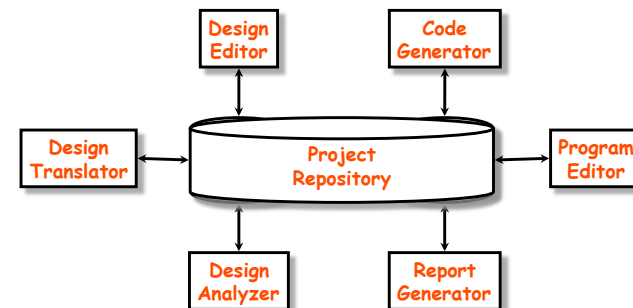 Design
Editor
Code
Generator
Design
Translator
Project
Repository
Program
Editor
Design
Analyzer
Report
Generator